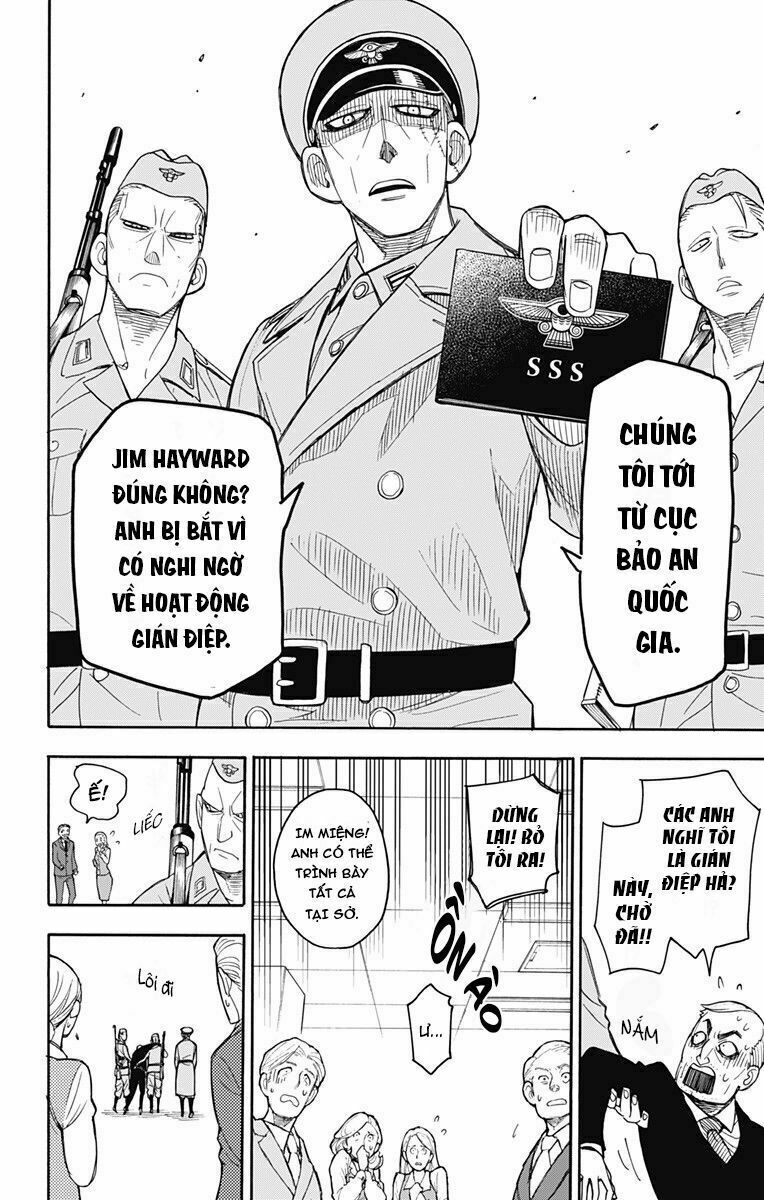 SSS
CHÚNG
TÔI TỚI
TỪ CỤC
BẢO AN
QUỐC
GIA.
JIM HAYWARD
ĐÚNG KHÔNG?
ANH BỊ BẮT VÌ
CÓ NGHI NGỜ
VỀ HOẠT ĐỘNG
GIÁN ĐIỆP.
CÁC ANH
NGHĨ TÔI
LÀ GIÁN
ĐIỆP HẢ?
NÀY,
CHỜ
ĐÃ!!
NẮM
DỪNG
LẠI! BỎ
TÔI RA!
IM MIỆNG!
ANH CÓ THỂ
TRÌNH BÀY
TẤT CẢ
TẠI SỞ.
ỒN ÀO
Ư...
Ế!
LIẾC
Lôi đi